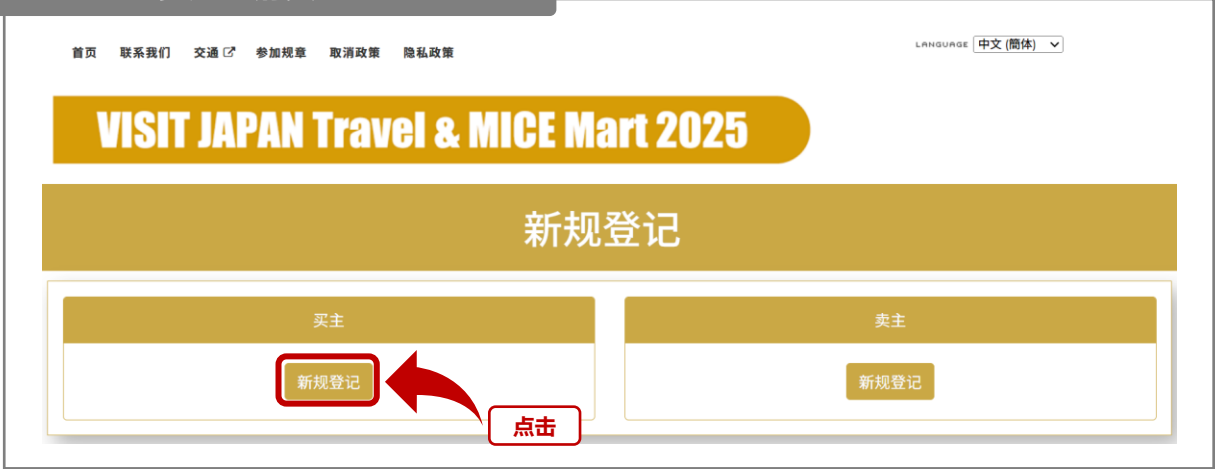 首页 联系我们 交通 参加规章 取消政策 隐私政策 LANGUAGE 中文 (简体)
VISIT JAPAN Travel & MICE Mart 2025
新规登记
买主 卖主
新规登记 新规登记
点击